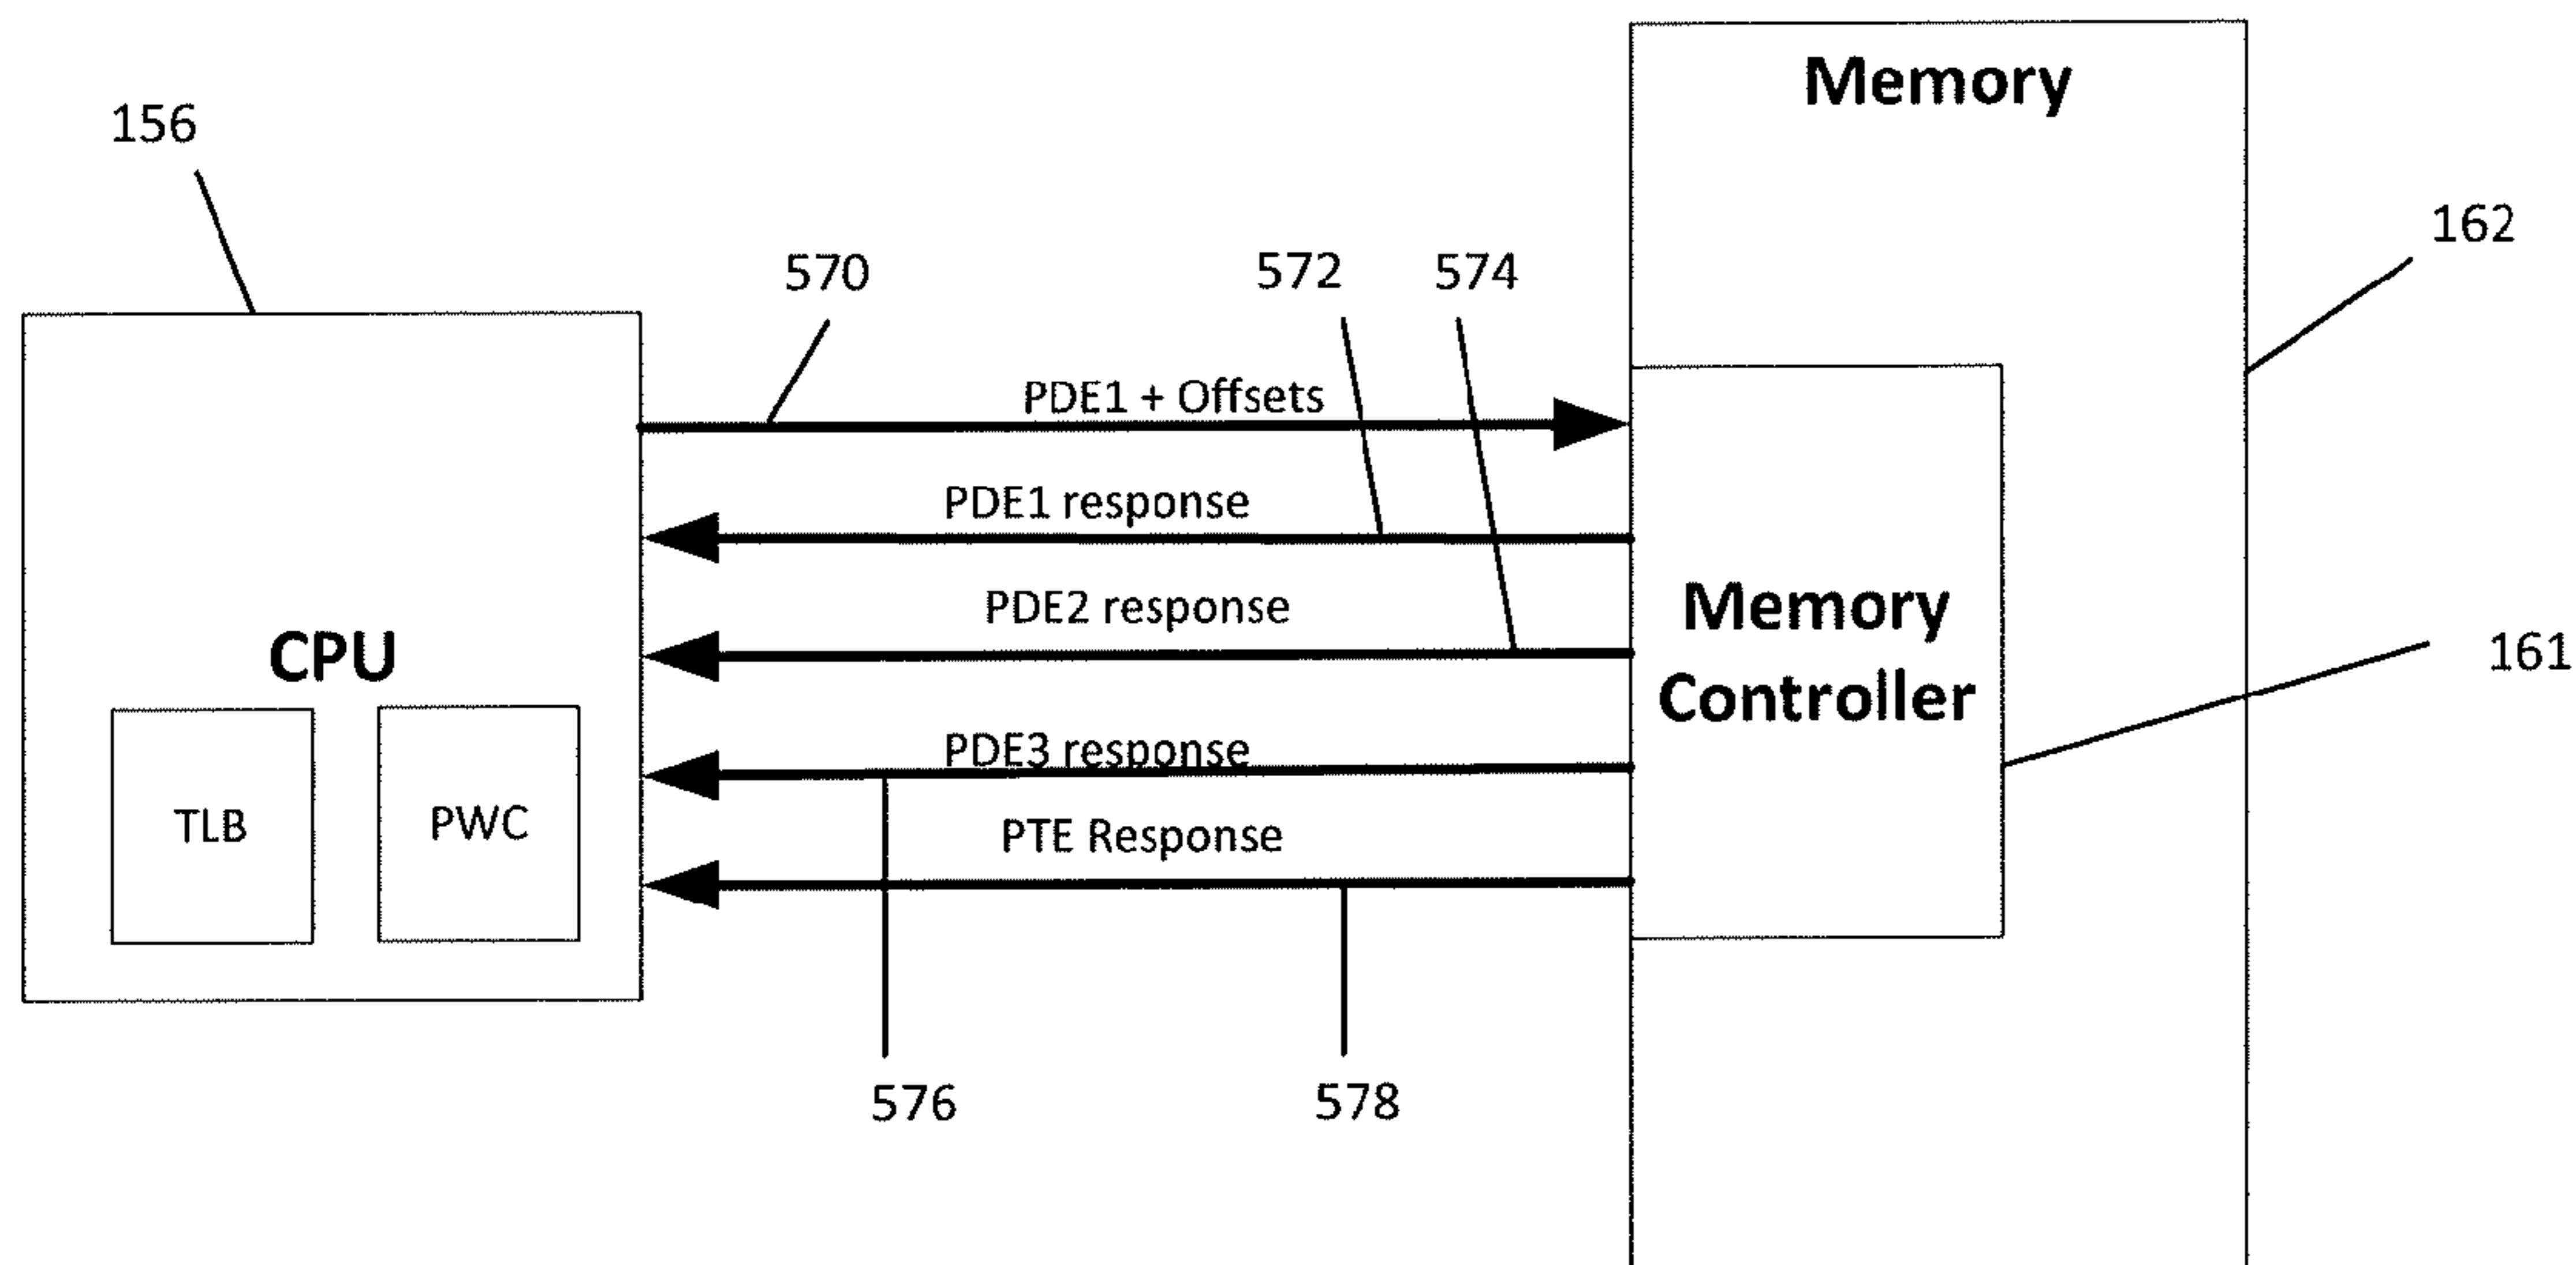 Memory
156
162
570
572
574
PDE1 + Offsets
PDE1 response
PDE2 response
Memory
Controller
CPU
161
PDE3 response
TLB
PWC
PTE Response
576
578